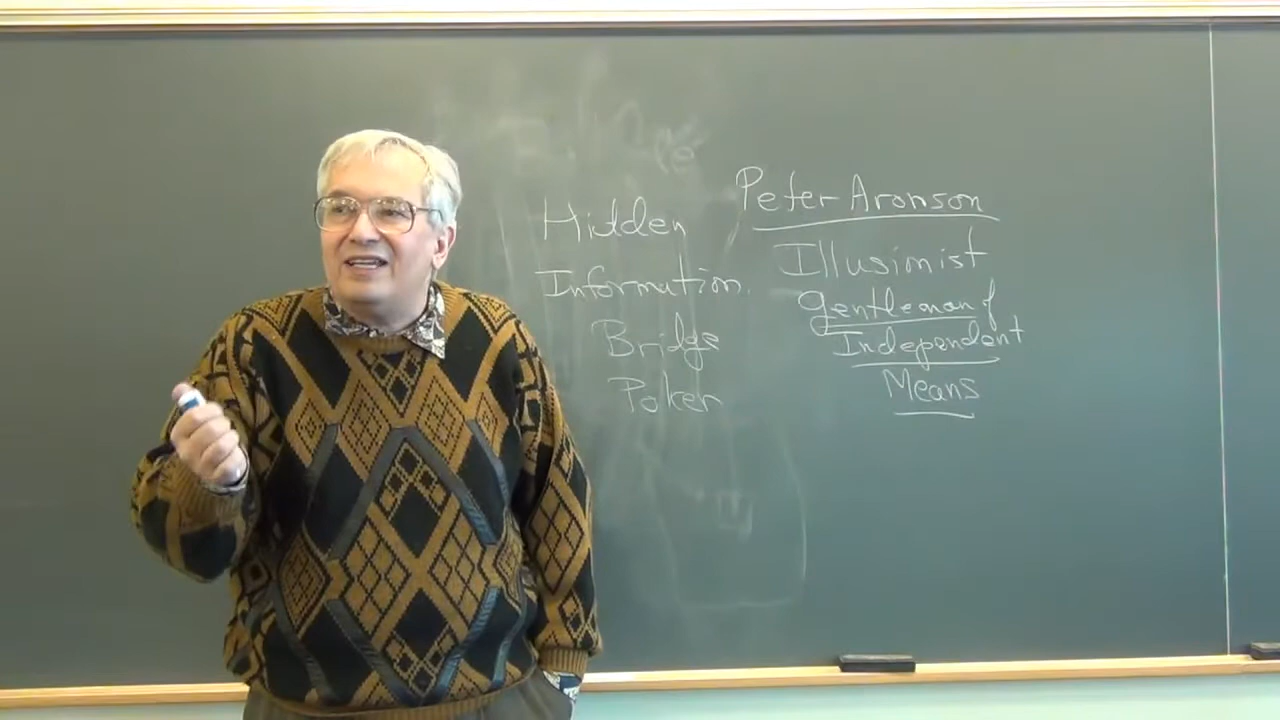 Hidden
Information.
Bridge
Poker
Peter Aronson
Illusimist
gentleman of
Independent
Means